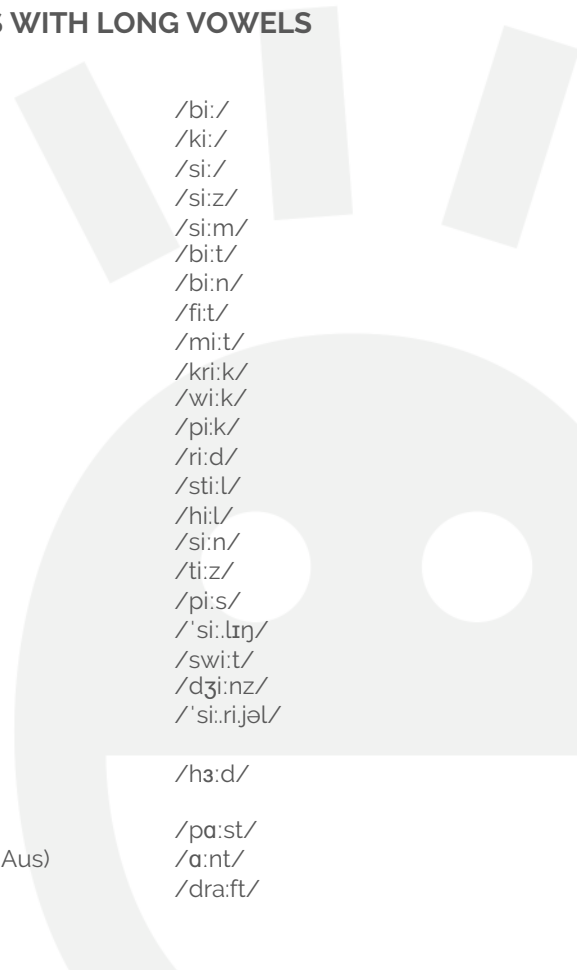 S WITH LONG VOWELS
/biː/
/kiː/
/siː/
/siːz/
/siːm/
/biːt/
/biːn/
/fiːt/
/miːt/
/kriːk/
/wiːk/
/piːk/
/riːd/
/stiːl/
/hiːl/
/siːn/
/tiːz/
/piːs/
/ˈsiː.lɪŋ/
/swiːt/
/dʒiːnz/
/ˈsiː.ri.jəl/
/hɜːd/
/pɑːst/
Aus) /ɑːnt/
/draːft/